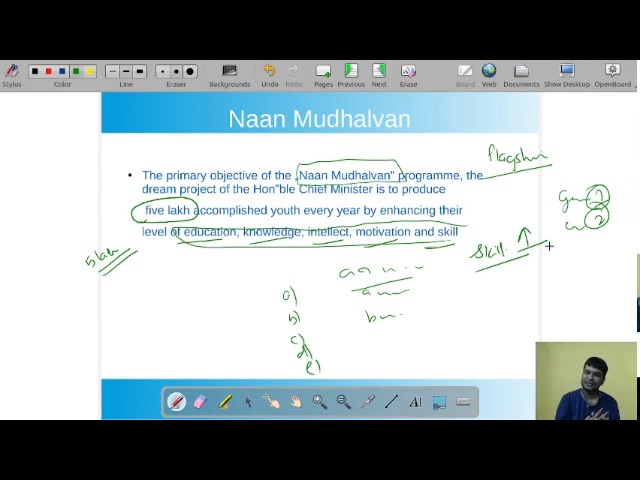 Stylus
Color
Line
Eraser
Backgrounds
Undo
Redo
Pages
Previous
Next
Erase
Board
Web
Documents
Show Desktop
OpenBoard
Naan Mudhalvan
• The primary objective of the „Naan Mudhalvan" programme, the
dream project of the Hon"ble Chief Minister is to produce
five lakh accomplished youth every year by enhancing their
level of education, knowledge, intellect, motivation and skill
5 lakh
skill ↑
a)
b)
c)
d)
e)